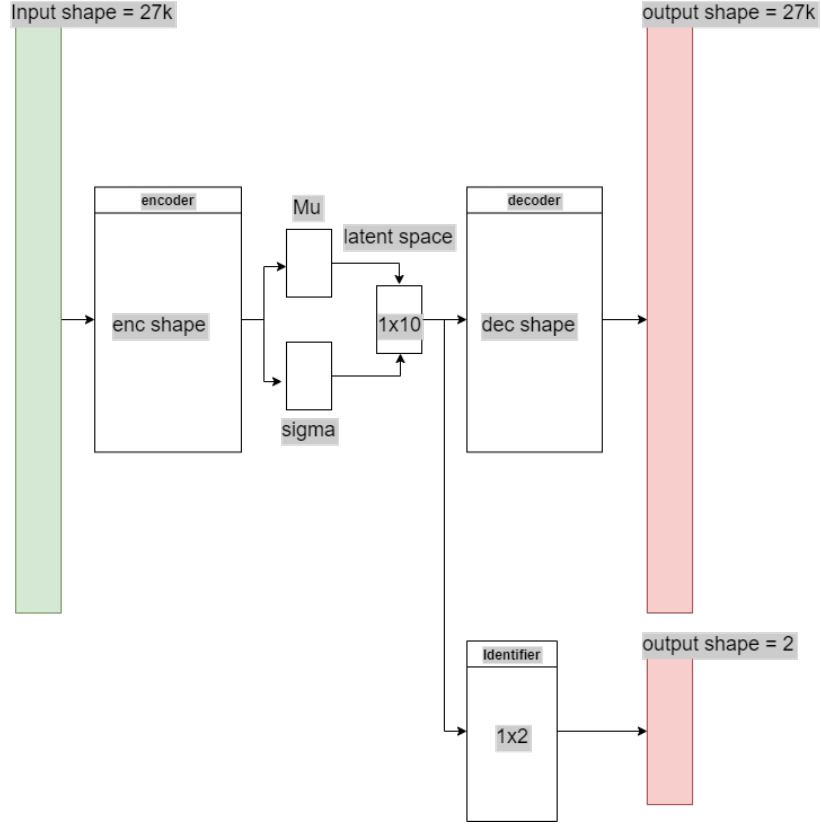 Input shape = 27k
output shape = 27k
encoder
Mu
latent space
decoder
enc shape
1x10
dec shape
sigma
Identifier
output shape = 2
1x2